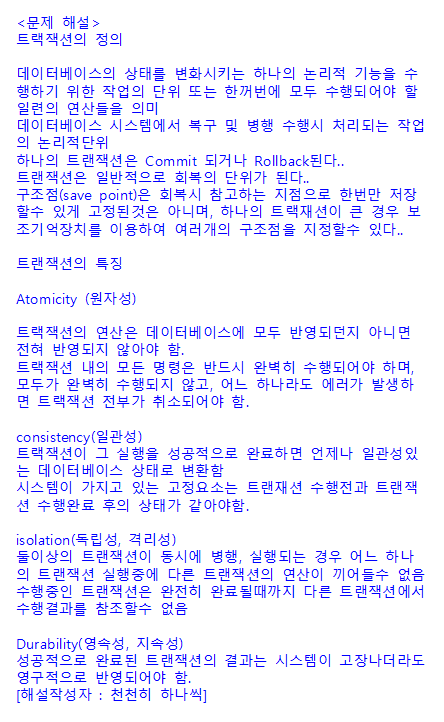 <문제 해설>
트랙잭션의 정의
데이터베이스의 상태를 변화시키는 하나의 논리적 기능을 수
행하기 위한 작업의 단위 또는 한꺼번에 모두 수행되어야 할
일련의 연산들을 의미
데이터베이스 시스템에서 복구 및 병행 수행시 처리되는 작업
의 논리적단위
하나의 트랜잭션은 Commit 되거나 Rollback된다..
트랜잭션은 일반적으로 회복의 단위가 된다..
구조점(save point)은 회복시 참고하는 지점으로 한번만 저장
할수 있게 고정된것은 아니며, 하나의 트랙재션이 큰 경우 보
조기억장치를 이용하여 여러개의 구조점을 지정할수 있다..
트랜잭션의 특징
Atomicity (원자성)
트랙잭션의 연산은 데이터베이스에 모두 반영되던지 아니면
전혀 반영되지 않아야 함.
트랙잭션 내의 모든 명령은 반드시 완벽히 수행되어야 하며,
모두가 완벽히 수행되지 않고, 어느 하나라도 에러가 발생하
면 트랙잭션 전부가 취소되어야 함.
consistency(일관성)
트랙잭션이 그 실행을 성공적으로 완료하면 언제나 일관성있
는 데이터베이스 상태로 변환함
시스템이 가지고 있는 고정요소는 트랜재션 수행전과 트랜잭
션 수행완료 후의 상태가 같아야함.
isolation(독립성, 격리성)
둘이상의 트랜잭션이 동시에 병행, 실행되는 경우 어느 하나
의 트랜잭션 실행중에 다른 트랜잭션의 연산이 끼어들수 없음
수행중인 트랜잭션은 완전히 완료될때까지 다른 트랜잭션에서
수행결과를 참조할수 없음
Durability(영속성, 지속성)
성공적으로 완료된 트랜잭션의 결과는 시스템이 고장나더라도
영구적으로 반영되어야 함.
[해설작성자 : 천천히 하나씩]